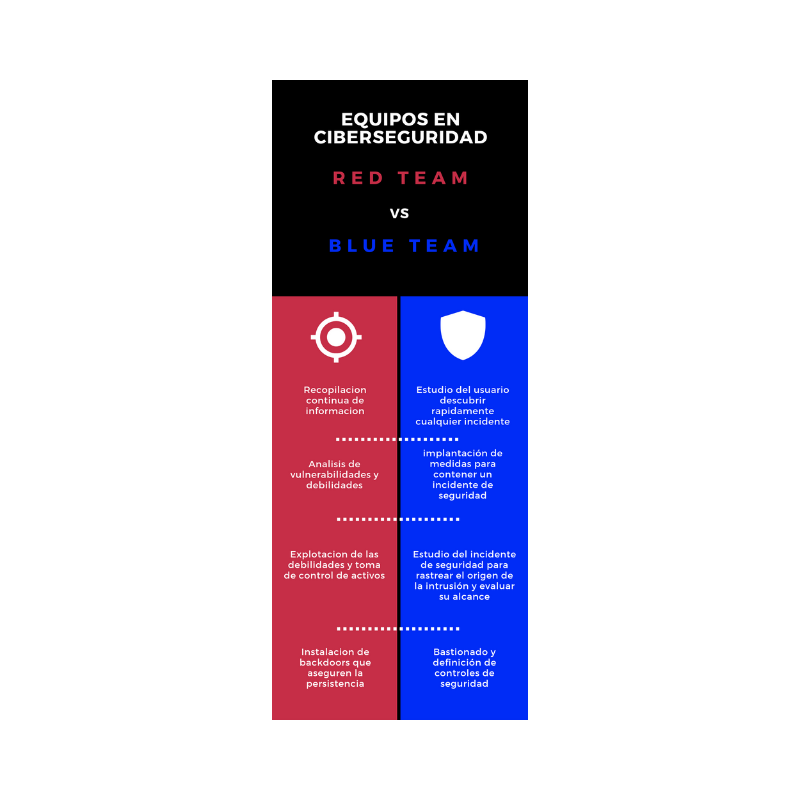 EQUIPOS EN
CIBERSEGURIDAD
RED TEAM
VS
BLUE TEAM
Recopilacion
continua de
informacion
Estudio del usuario
descubrir
rapidamente
cualquier incidente
Analisis de
vulnerabilidades y
debilidades
implantación de
medidas para
contener un
incidente de
seguridad
Explotacion de las
debilidades y toma
de control de activos
Estudio del incidente
de seguridad para
rastrear el origen de
la intrusión y evaluar
su alcance
Instalacion de
backdoors que
aseguren la
persistencia
Bastionado y
definición de
controles de
seguridad